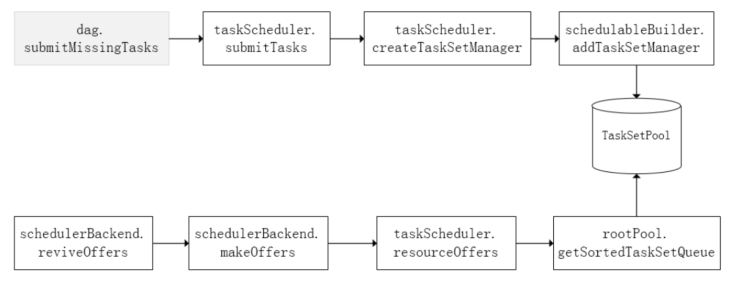 dag.
submitMissingTasks
taskScheduler.
submitTasks
taskScheduler.
createTaskSetManager
schedulableBuilder.
addTaskSetManager
TaskSetPool
schedulerBackend.
reviveOffers
schedulerBackend.
makeOffers
taskScheduler.
resourceOffers
rootPool.
getSortedTaskSetQueue